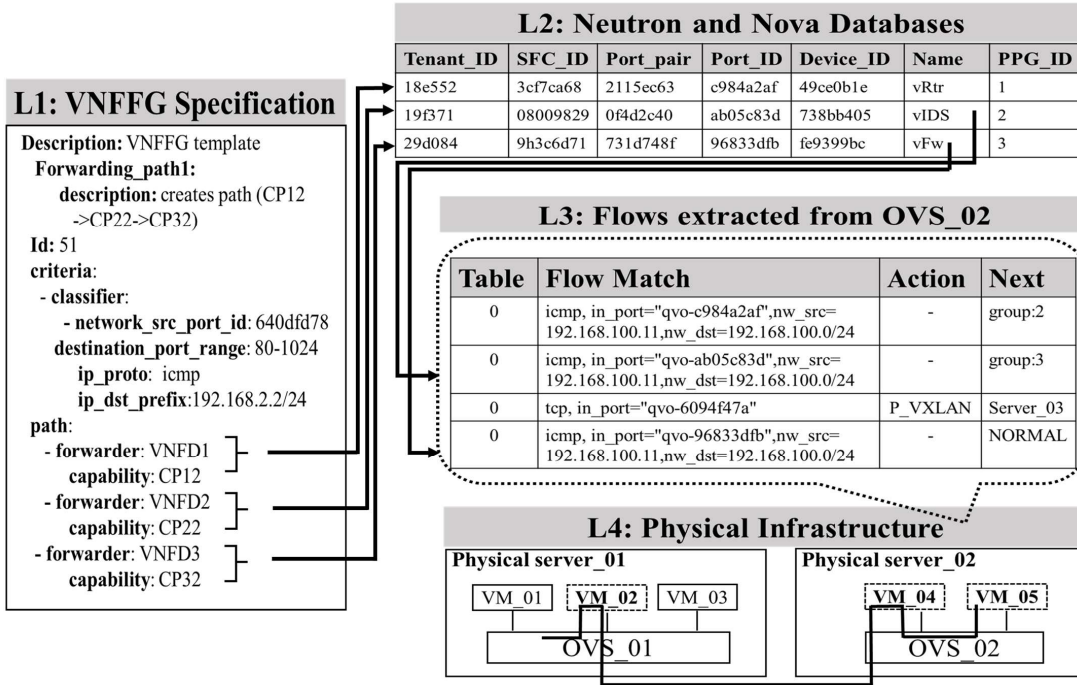 L1: VNFFG Specification
Description: VNFFG template
Forwarding_path1:
description: creates path (CP12
->CP22->CP32)
Id: 51
criteria:
- classifier:
- network_src_port_id: 640dfd78
destination_port_range: 80-1024
ip_proto: icmp
ip_dst_prefix:192.168.2.2/24
path:
- forwarder: VNFD1
capability: CP12
- forwarder: VNFD2
capability: CP22
- forwarder: VNFD3
capability: CP32
L2: Neutron and Nova Databases
Tenant_ID SFC_ID Port_pair Port_ID Device_ID Name PPG_ID
18e552 3cf7ca68 2115ec63 c984a2af 49ce0b1e vRtr 1
19f371 08009829 0f4d2c40 ab05c83d 738bb405 vIDS 2
29d084 9h3c6d71 731d748f 96833dfb fe9399bc vFw 3
L3: Flows extracted from OVS_02
Table Flow Match Action Next
0 icmp, in_port="qvo-c984a2af",nw_src= - group:2
192.168.100.11,nw_dst=192.168.100.0/24
0 icmp, in_port="qvo-ab05c83d",nw_src= - group:3
192.168.100.11,nw_dst=192.168.100.0/24
0 tcp, in_port="qvo-6094f47a" P_VXLAN Server_03
0 icmp, in_port="qvo-96833dfb",nw_src= - NORMAL
192.168.100.11,nw_dst=192.168.100.0/24
L4: Physical Infrastructure
Physical server_01 Physical server_02
VM_01 VM_02 VM_03 VM_04 VM_05
OVS_01 OVS_02